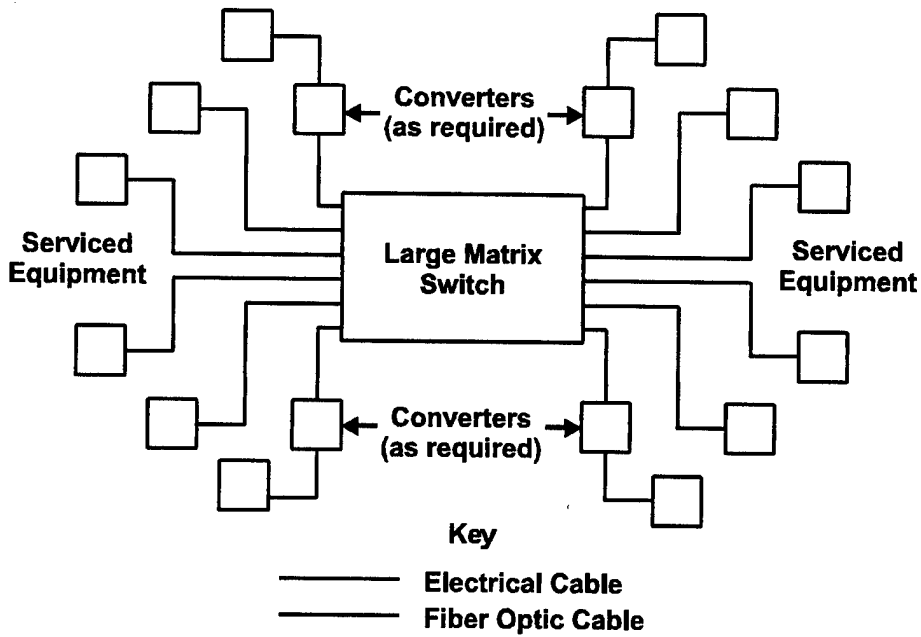 Converters
(as required)
Serviced
Equipment
Large Matrix
Switch
Serviced
Equipment
Converters
(as required)
Key
Electrical Cable
Fiber Optic Cable